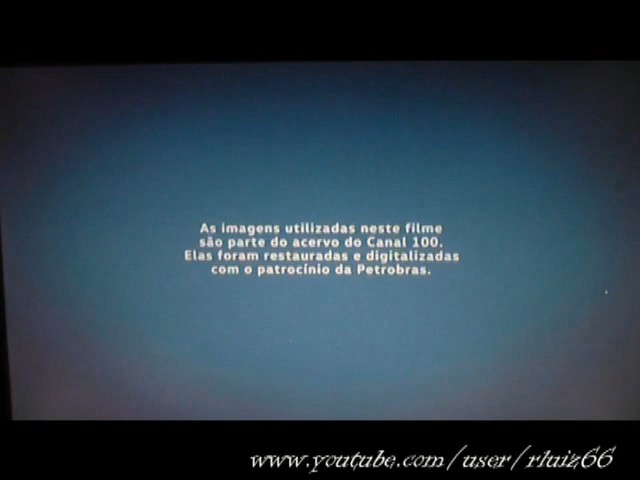 As imagens utilizadas neste filme
são parte do acervo do Canal 100.
Elas foram restauradas e digitalizadas
com o patrocínio da Petrobras.
www.youtube.com/user/rluiz66